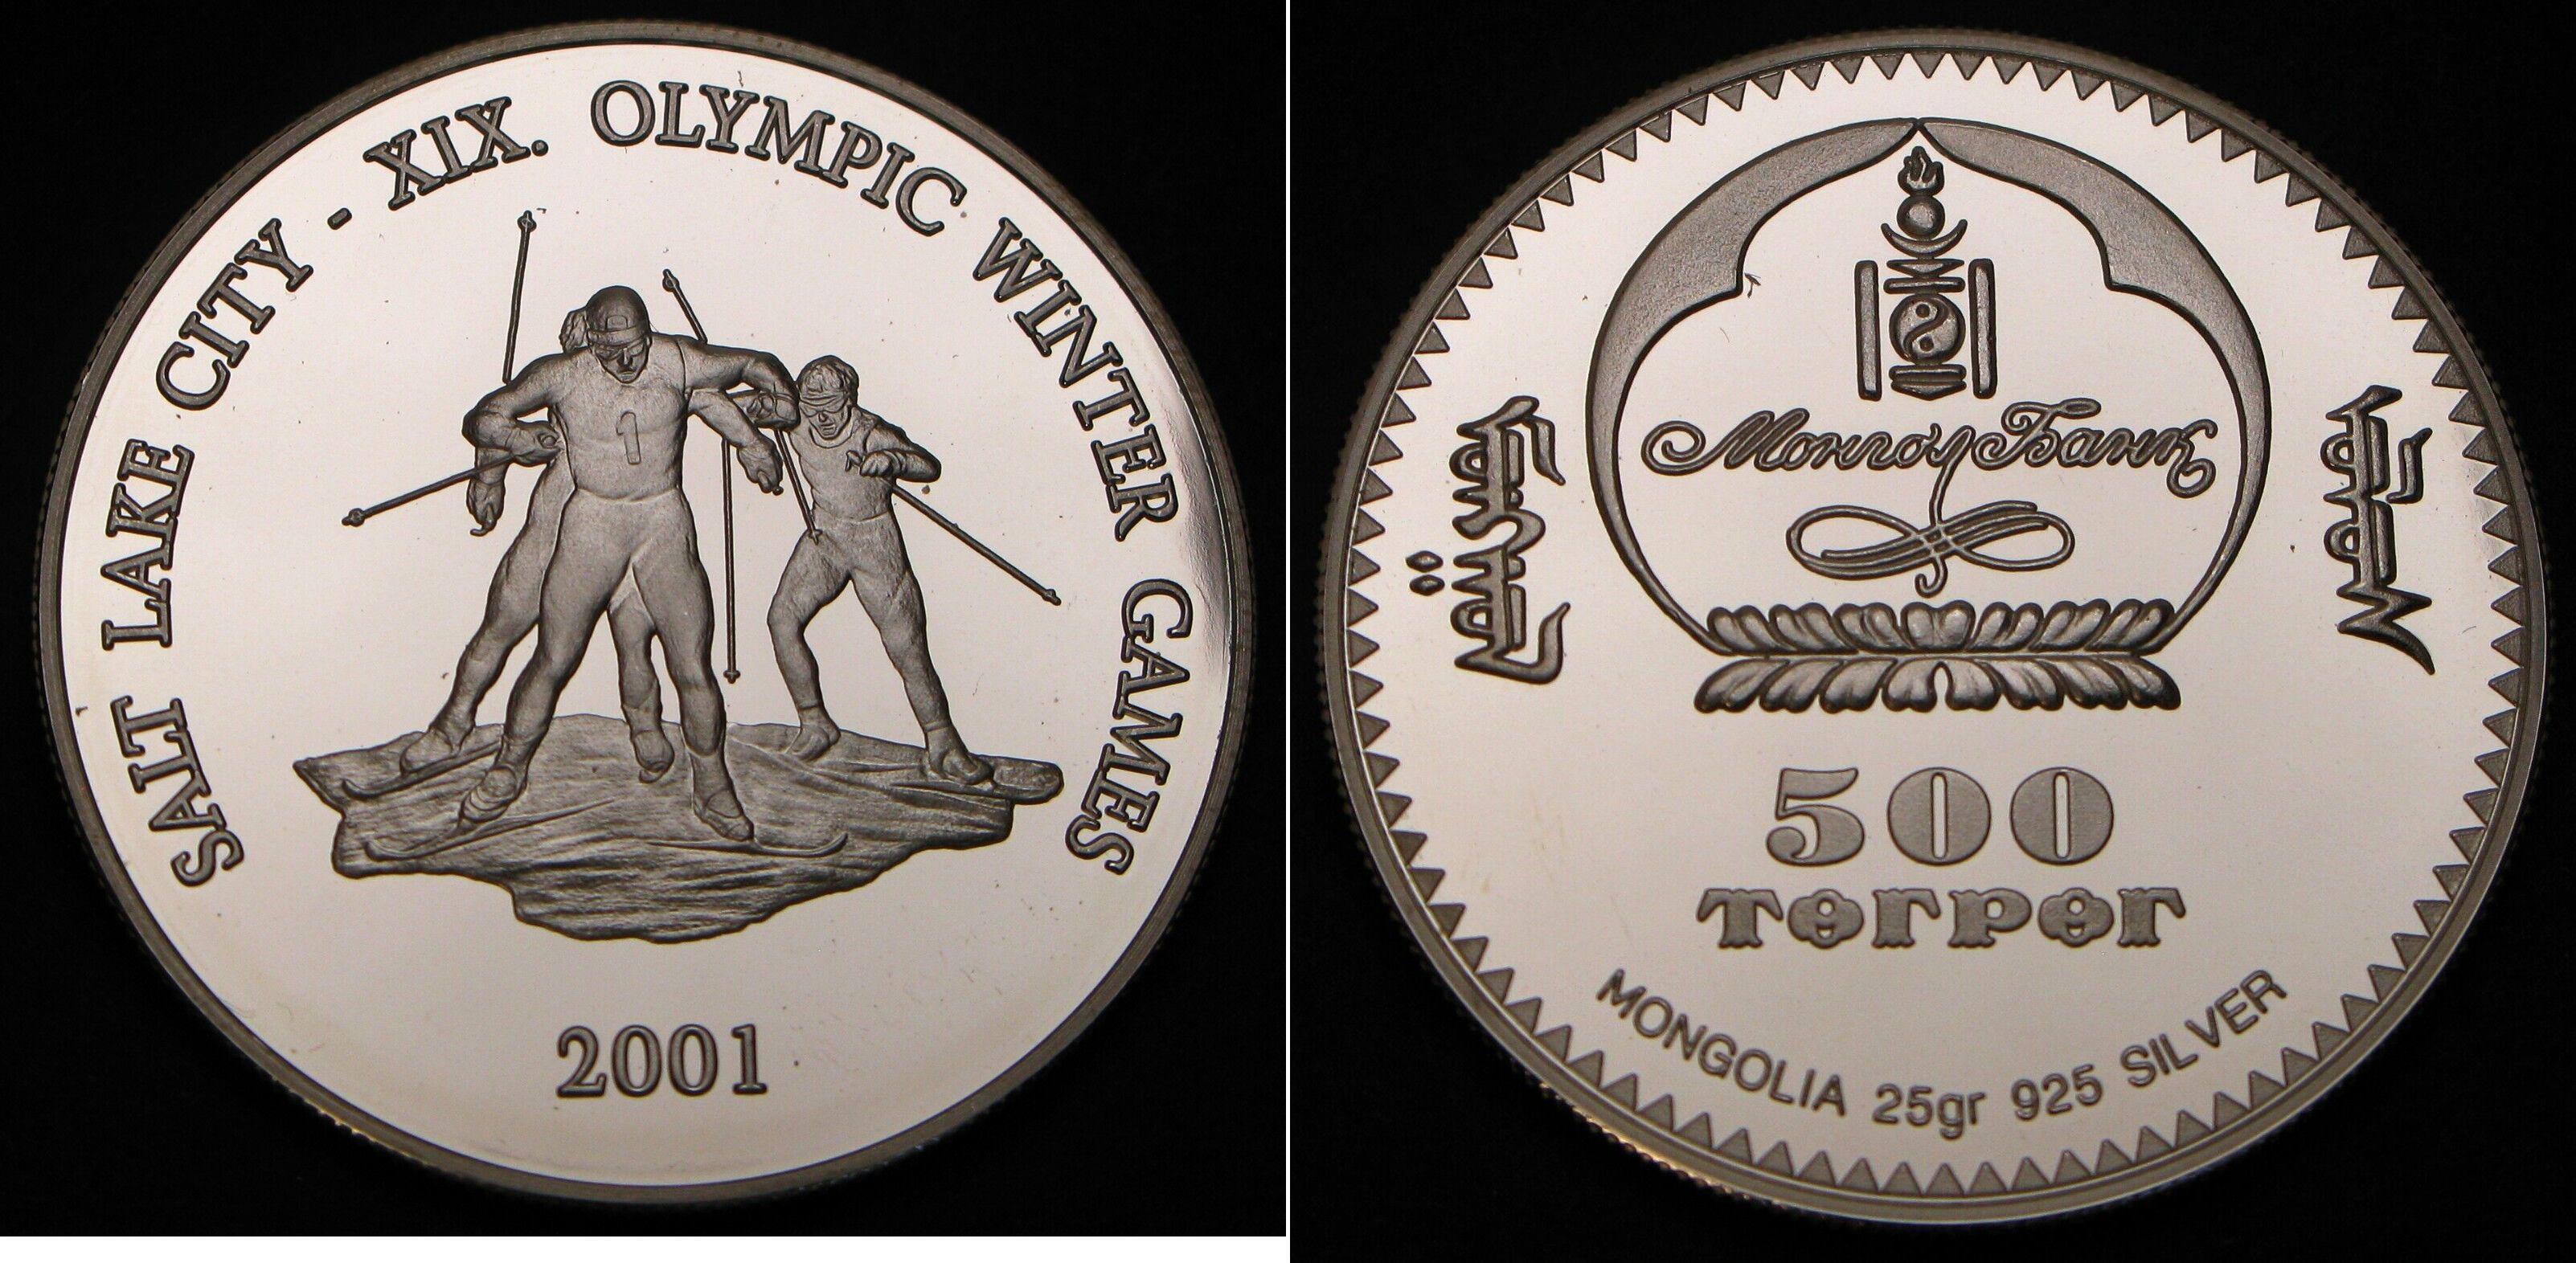 SALT LAKE CITY - XIX. OLYMPIC WINTER GAMES
1
2001
Монгол Банк
500
төгрөг
MONGOLIA 25gr 925 SILVER